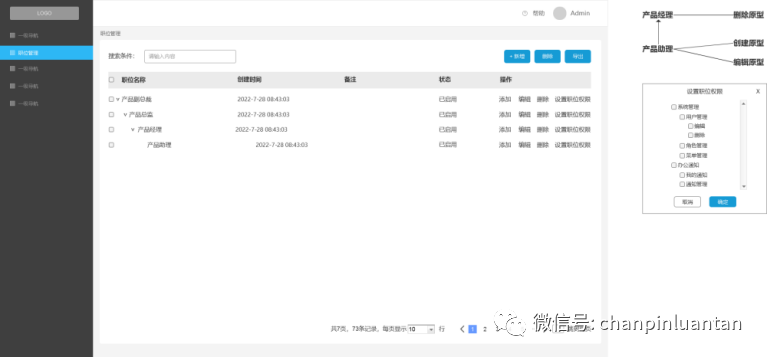 LOGO
帮助 Admin
一级导航
职位管理
一级导航
一级导航
一级导航
职位管理
搜索条件: 请输入内容 +新增 删除 导出
职位名称 创建时间 备注 状态 操作
产品副总裁 2022-7-28 08:43:03 已启用 添加 编辑 删除 设置职位权限
产品总监 2022-7-28 08:43:03 已启用 添加 编辑 删除 设置职位权限
产品经理 2022-7-28 08:43:03 已启用 添加 编辑 删除 设置职位权限
产品助理 2022-7-28 08:43:03 已启用 添加 编辑 删除 设置职位权限
共7页，73条记录，每页显示 10 行 1 2
产品经理 删除原型
产品助理 创建原型
编辑原型
设置职位权限 X
系统管理
用户管理
编辑
删除
角色管理
菜单管理
办公通知
我的通知
通知管理
取消 确定
微信号: chanpinluantan